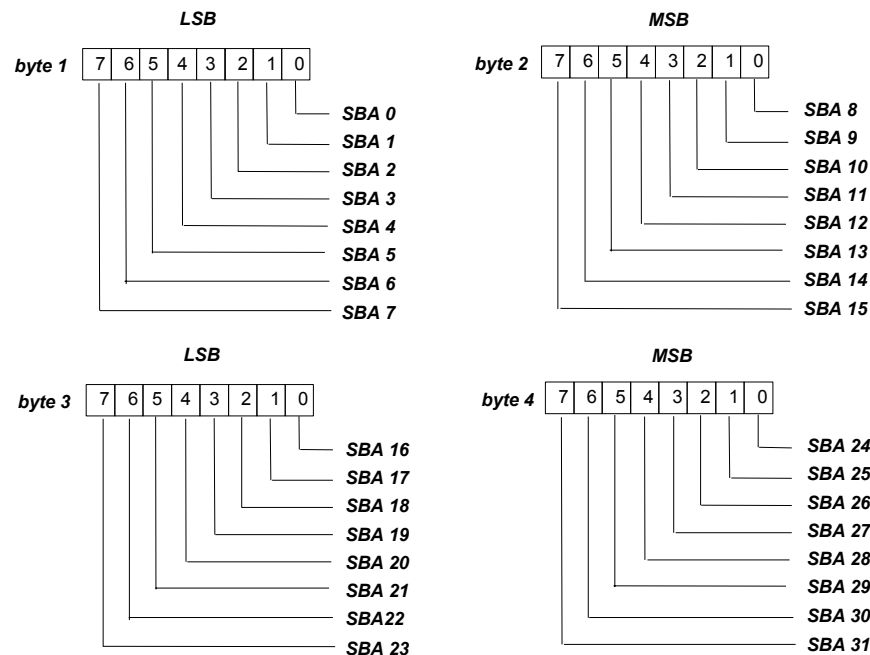 LSB
byte 1 7 6 5 4 3 2 1 0
SBA 0
SBA 1
SBA 2
SBA 3
SBA 4
SBA 5
SBA 6
SBA 7
MSB
byte 2 7 6 5 4 3 2 1 0
SBA 8
SBA 9
SBA 10
SBA 11
SBA 12
SBA 13
SBA 14
SBA 15
LSB
byte 3 7 6 5 4 3 2 1 0
SBA 16
SBA 17
SBA 18
SBA 19
SBA 20
SBA 21
SBA22
SBA 23
MSB
byte 4 7 6 5 4 3 2 1 0
SBA 24
SBA 25
SBA 26
SBA 27
SBA 28
SBA 29
SBA 30
SBA 31